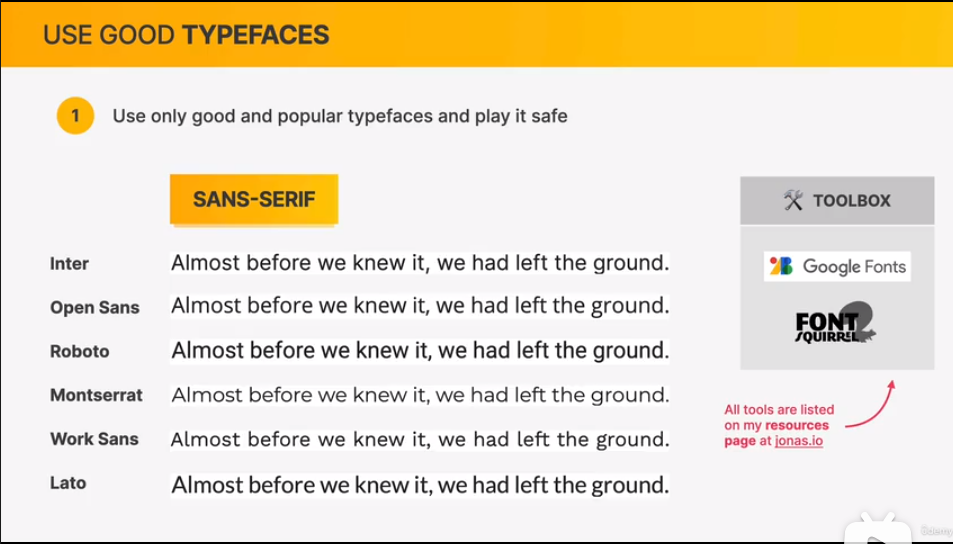 USE GOOD TYPEFACES
1 Use only good and popular typefaces and play it safe
SANS-SERIF
Inter Almost before we knew it, we had left the ground.
Open Sans Almost before we knew it, we had left the ground.
Roboto Almost before we knew it, we had left the ground.
Montserrat Almost before we knew it, we had left the ground.
Work Sans Almost before we knew it, we had left the ground.
Lato Almost before we knew it, we had left the ground.
TOOLBOX
Google Fonts
FONT
SQUIRREL
All tools are listed
on my resources
page at jonas.io
Udemy